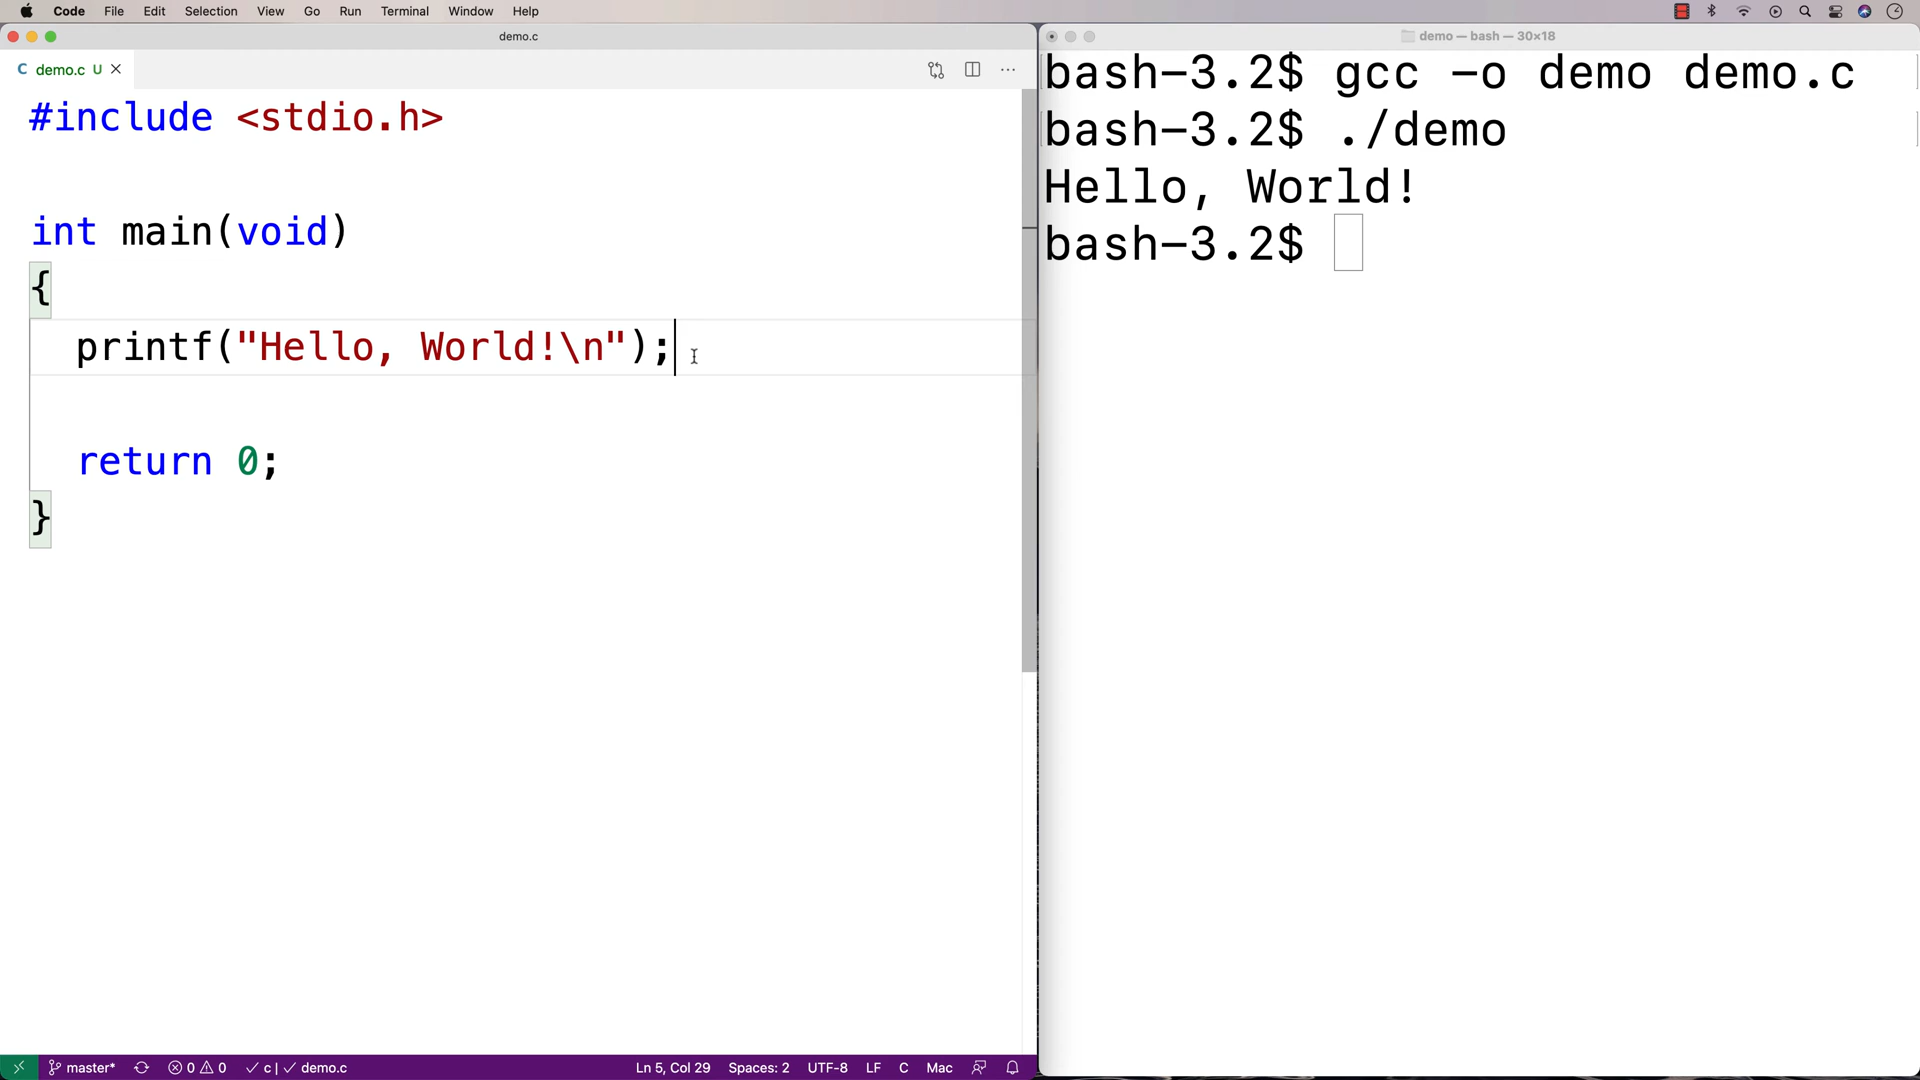 Code File Edit Selection View Go Run Terminal Window Help
demo.c
C demo.c U
#include <stdio.h>
int main(void)
{
printf("Hello, World!\n");
return 0;
}
master* 0 0 c | demo.c Ln 5, Col 29 Spaces: 2 UTF-8 LF C Mac
demo — bash — 30×18
bash-3.2$ gcc -o demo demo.c
bash-3.2$ ./demo
Hello, World!
bash-3.2$